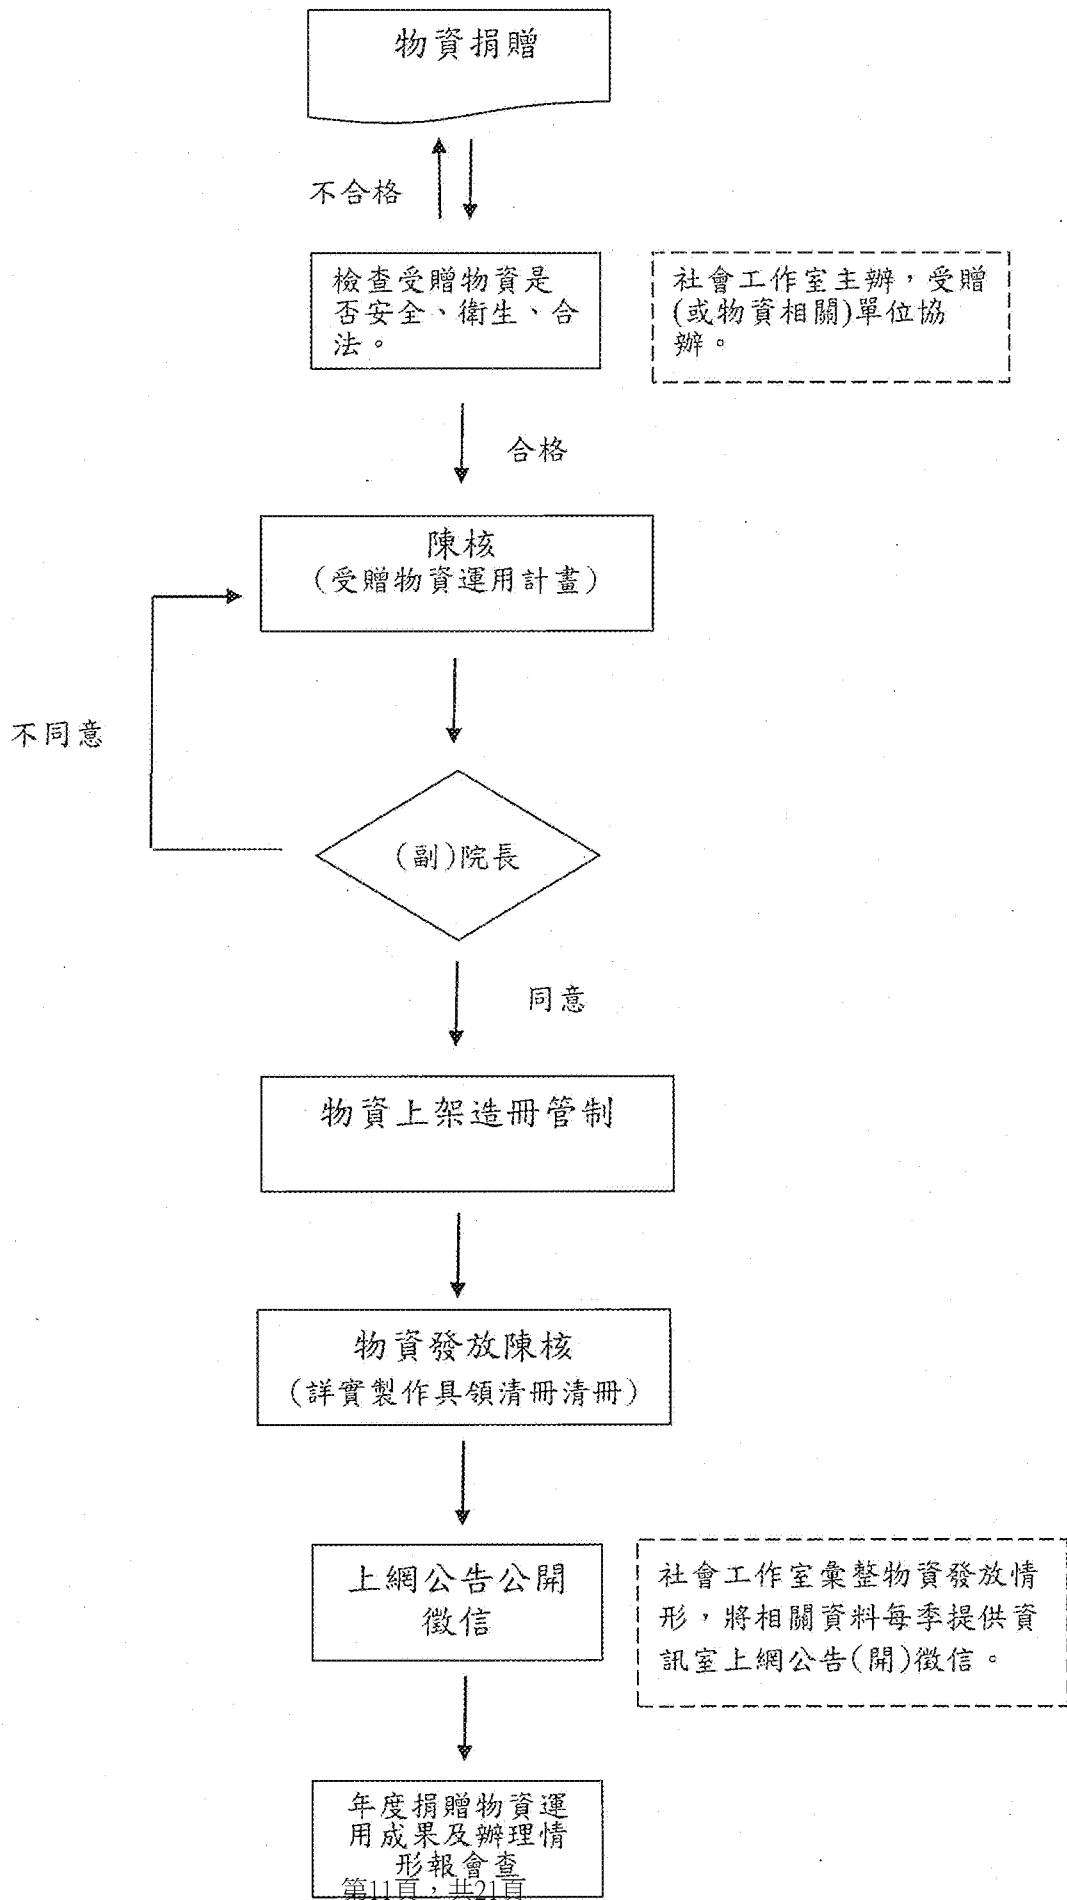 物資捐贈
不合格
檢查受贈物資是
否安全、衛生、合
法。
社會工作室主辦，受贈
(或物資相關)單位協
辦。
合格
陳核
(受贈物資運用計畫)
不同意
(副)院長
同意
物資上架造冊管制
物資發放陳核
(詳實製作具領清冊清冊)
上網公告公開
徵信
社會工作室彙整物資發放情
形，將相關資料每季提供資
訊室上網公告(開)徵信。
年度捐贈物資運
用成果及辦理情
形報會查
第11頁，共21頁